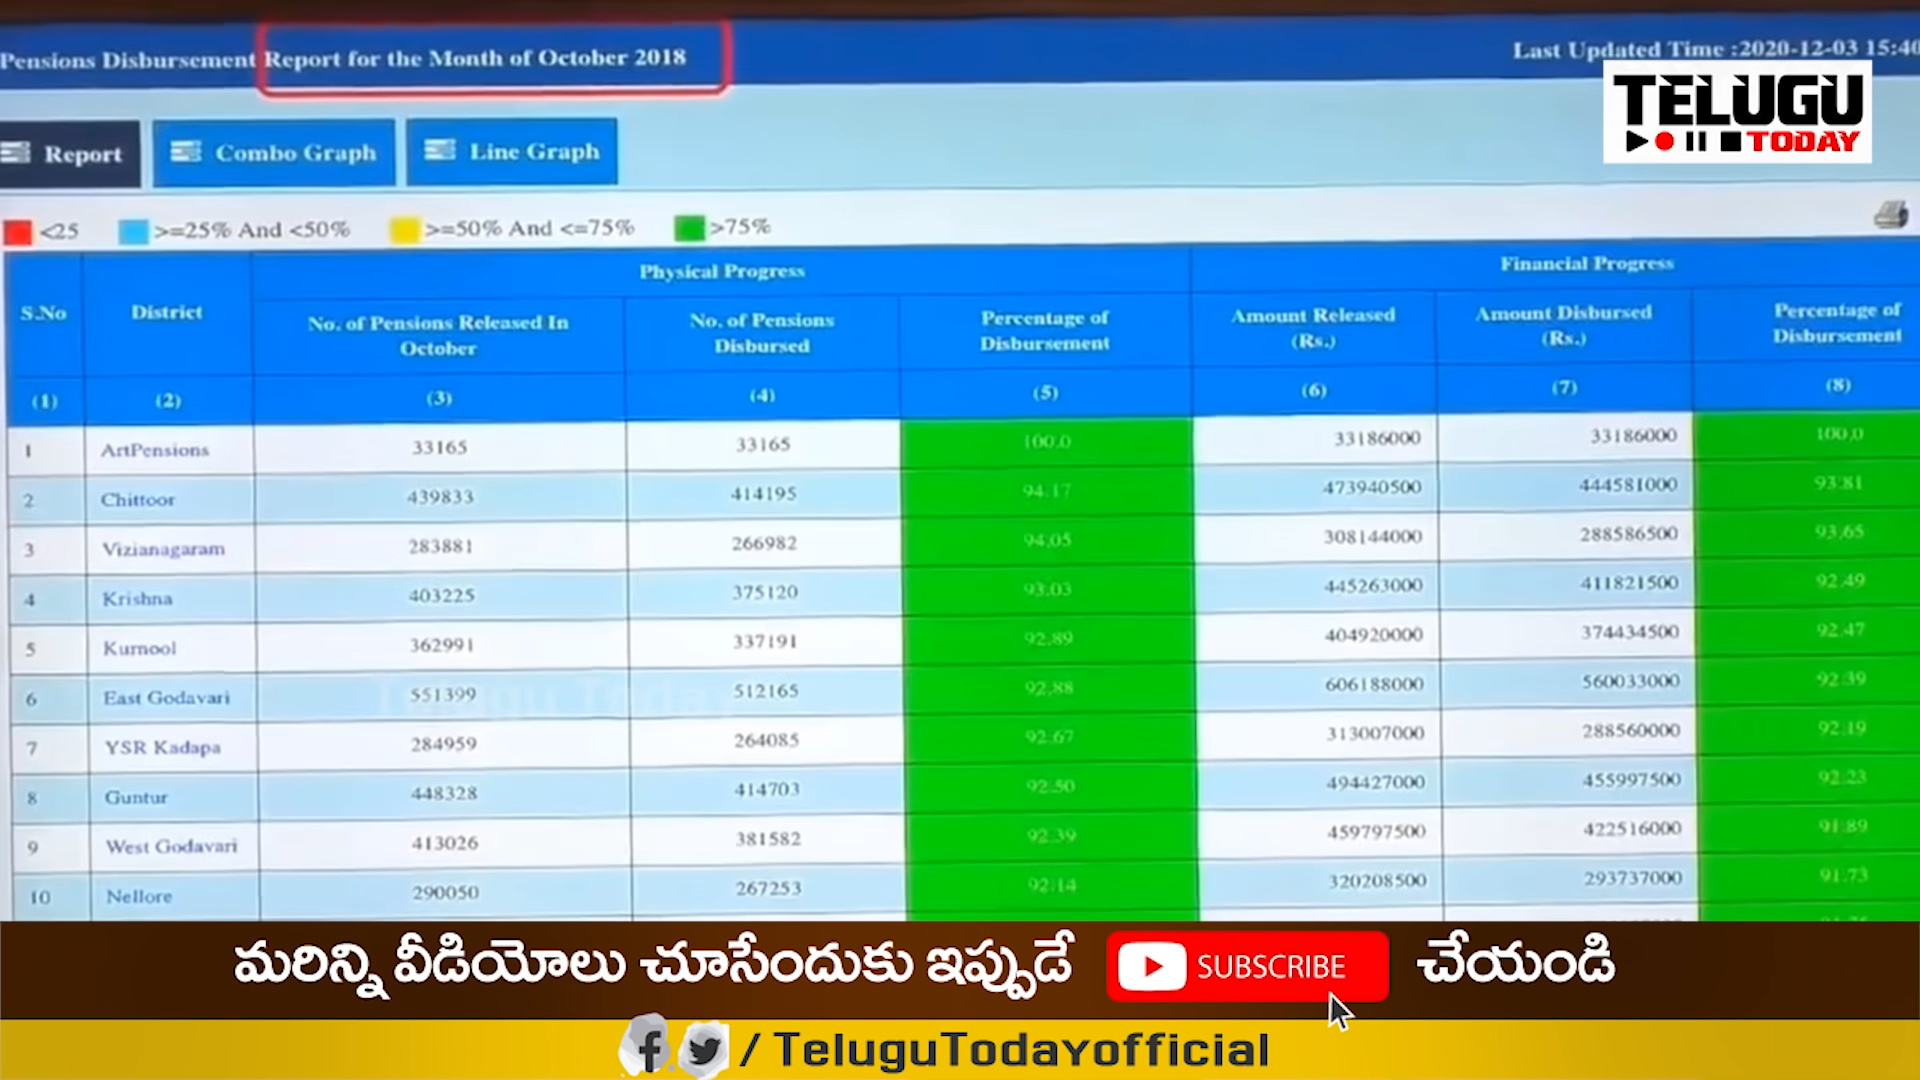 Pensions Disbursement Report for the Month of October 2018
Last Updated Time :2020-12-03 15:40
TELUGU
TODAY
Report
Combo Graph
Line Graph
<25
>=25% And <50%
>=50% And <=75%
>75%
S.No
District
Physical Progress
Financial Progress
No. of Pensions Released In October
No. of Pensions Disbursed
Percentage of Disbursement
Amount Released (Rs.)
Amount Disbursed (Rs.)
Percentage of Disbursement
(1) (2) (3) (4) (5) (6) (7) (8)
1 ArtPensions 33165 33165 100.0 33186000 33186000 100.0
2 Chittoor 439833 414195 94.17 473940500 444581000 93.81
3 Vizianagaram 283881 266982 94.05 308144000 288586500 93.65
4 Krishna 403225 375120 93.03 445263000 411821500 92.49
5 Kurnool 362991 337191 92.89 404920000 374434500 92.47
6 East Godavari 551399 512165 92.88 606188000 560033000 92.39
7 YSR Kadapa 284959 264085 92.67 313007000 288560000 92.19
8 Guntur 448328 414703 92.50 494427000 455997500 92.23
9 West Godavari 413026 381582 92.39 459797500 422516000 91.89
10 Nellore 290050 267253 92.14 320208500 293737000 91.73
Telugu Today
మరిన్ని వీడియోలు చూసేందుకు ఇప్పుడే SUBSCRIBE చేయండి
/ TeluguTodayofficial